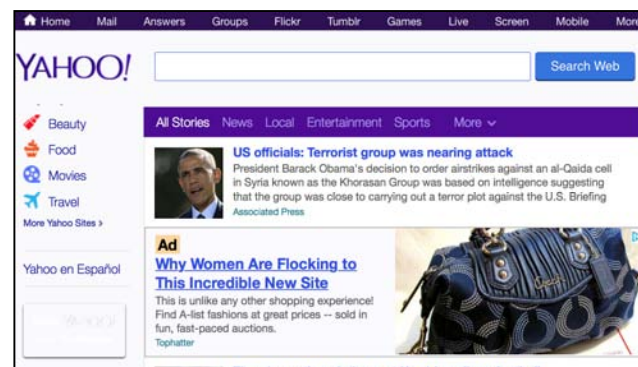 Home Mail Answers Groups Flickr Tumblr Games Live Screen Mobile More
YAHOO!
Search Web
Beauty
Food
Movies
Travel
More Yahoo Sites >
Yahoo en Español
All Stories News Local Entertainment Sports More
US officials: Terrorist group was nearing attack
President Barack Obama's decision to order airstrikes against an al-Qaida cell
in Syria known as the Khorasan Group was based on intelligence suggesting
that the group was close to carrying out a terror plot against the U.S. Briefing
Associated Press
Ad
Why Women Are Flocking to
This Incredible New Site
This is unlike any other shopping experience!
Find A-list fashions at great prices -- sold in
fun, fast-paced auctions.
Tophatter